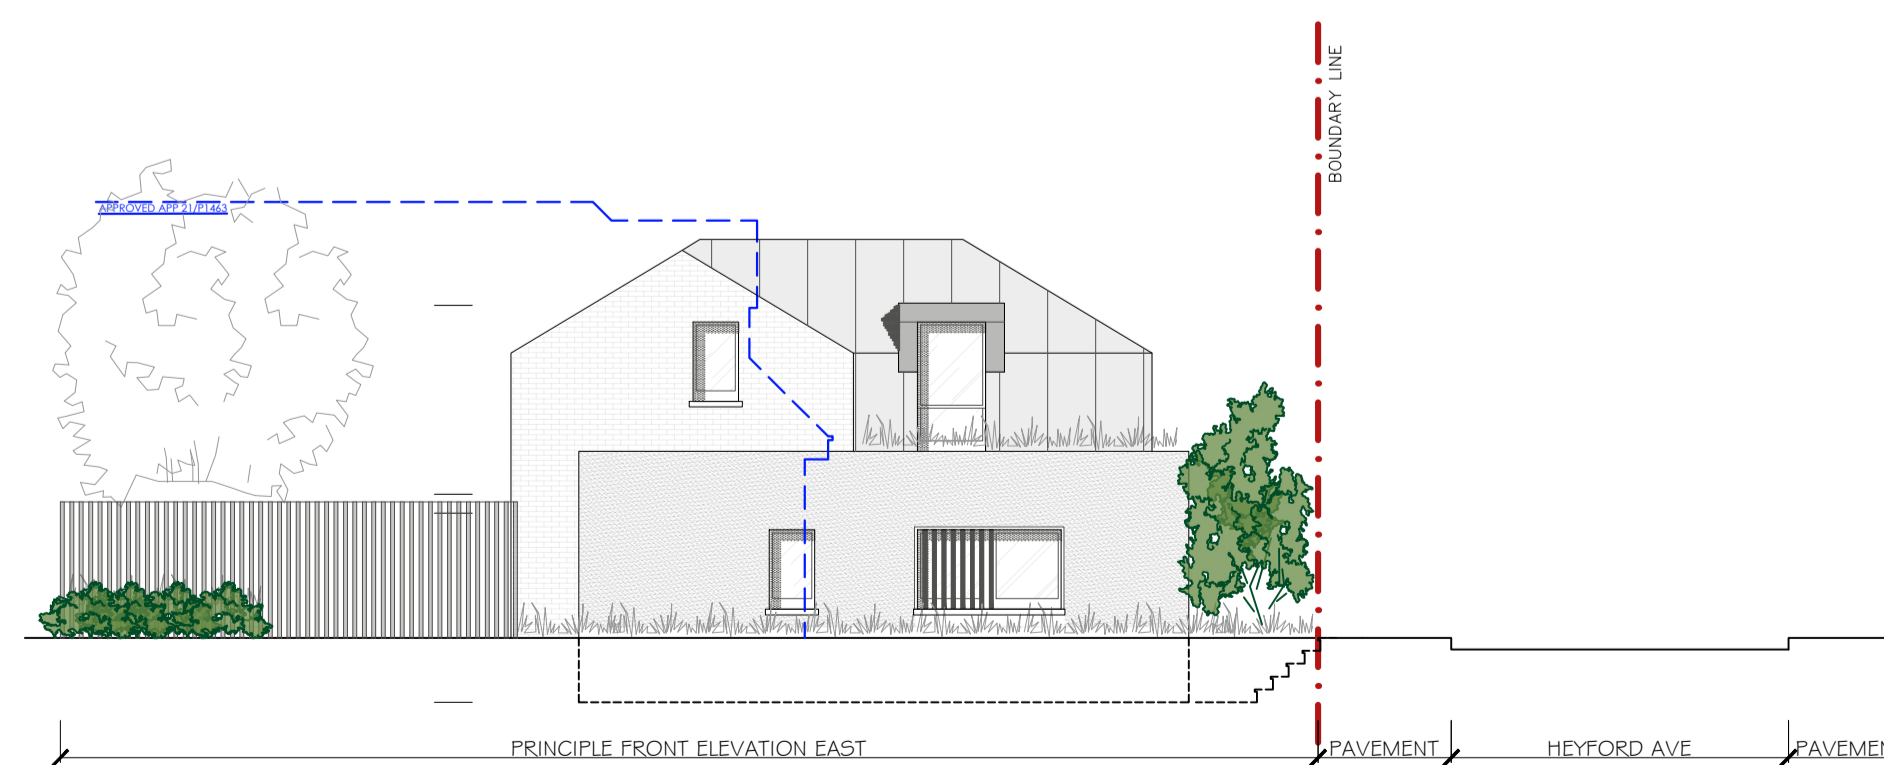 BOUNDARY LINE
APPROVED APP 21/P1463
PRINCIPLE FRONT ELEVATION EAST
PAVEMENT
HEYFORD AVE
PAVEMEN